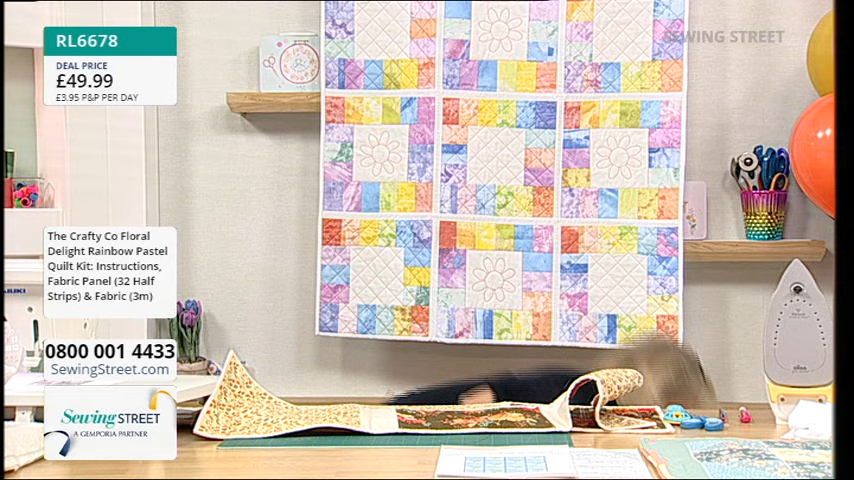 RL6678
DEAL PRICE
£49.99
£3.95 P&P PER DAY
SEWING STREET
The Crafty Co Floral
Delight Rainbow Pastel
Quilt Kit: Instructions,
Fabric Panel (32 Half
Strips) & Fabric (3m)
0800 001 4433
SewingStreet.com
Sewing STREET
A GEMPORIA PARTNER